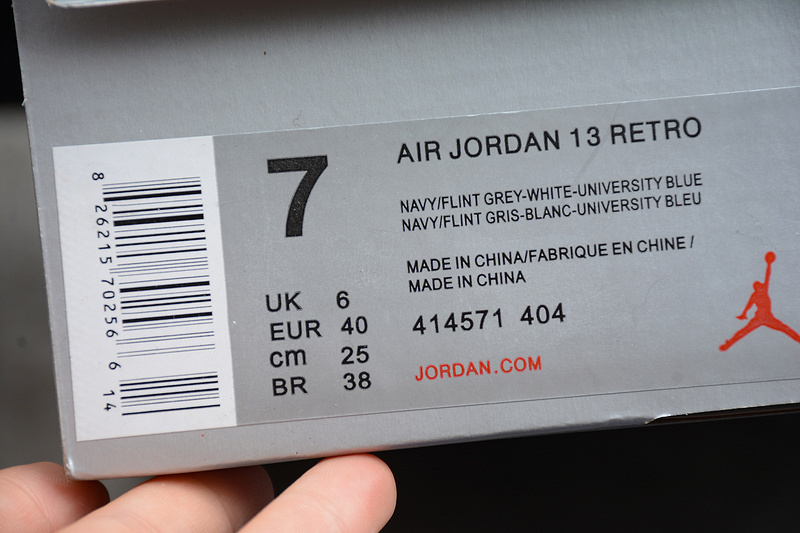 8 26215 70256 6 14
7
UK 6
EUR 40
cm 25
BR 38
AIR JORDAN 13 RETRO
NAVY/FLINT GREY-WHITE-UNIVERSITY BLUE
NAVY/FLINT GRIS-BLANC-UNIVERSITY BLEU
MADE IN CHINA/FABRIQUE EN CHINE /
MADE IN CHINA
414571 404
JORDAN.COM